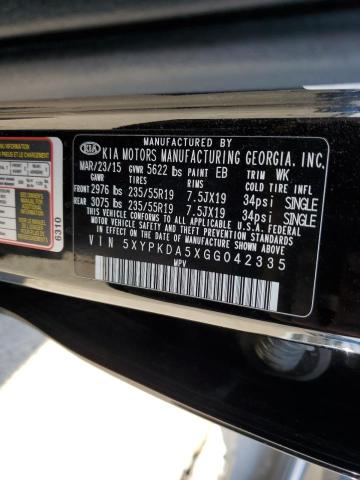 MANUFACTURED BY
KIA KIA MOTORS MANUFACTURING GEORGIA, INC.
MAR/23/15 GVWR 5622 lbs PAINT EB TRIM WK
GAWR TIRES RIMS COLD TIRE INFL
FRONT 2976 lbs 235/55R19 7.5JX19 34psi SINGLE
REAR 3075 lbs 235/55R19 7.5JX19 34psi SINGLE
THIS VEHICLE CONFORMS TO ALL APPLICABLE U.S.A. FEDERAL
MOTOR VEHICLE SAFETY STANDARDS IN EFFECT ON
THE DATE OF MANUFACTURE SHOWN ABOVE.
VIN 5XYPKDA5XGG042335
MPV
6310